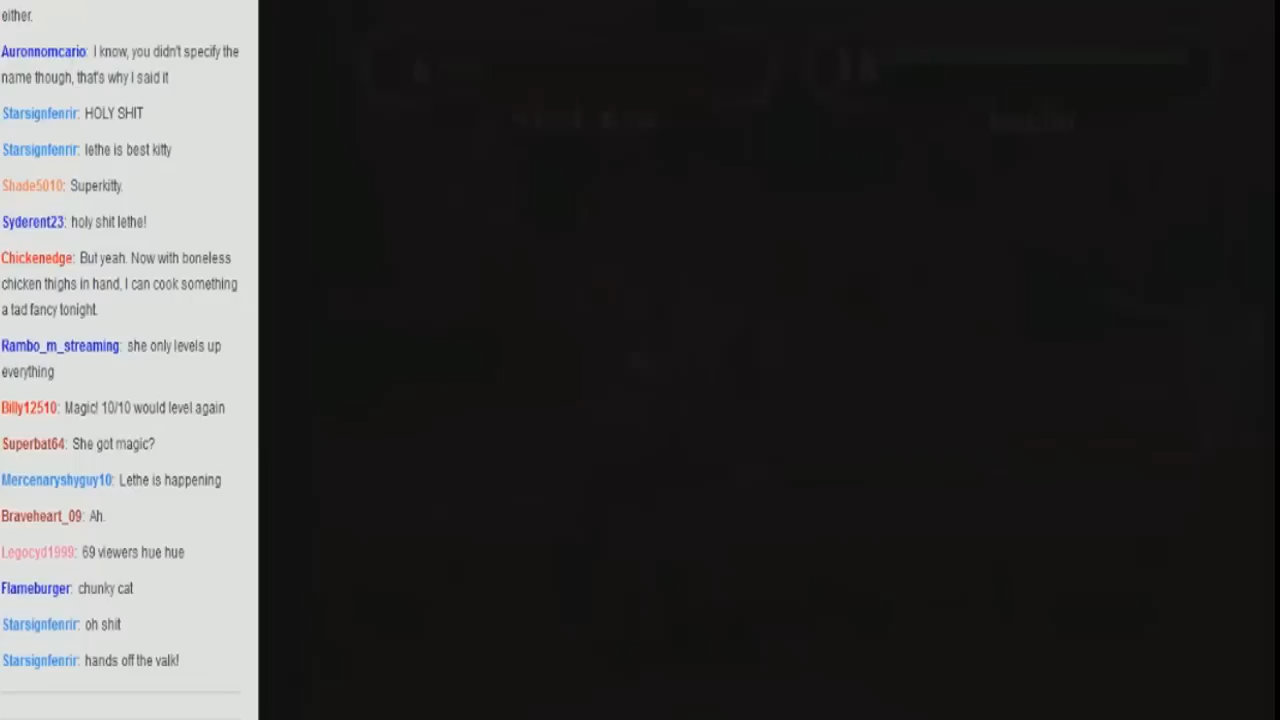 either.
Auronnomcario: I know, you didn't specify the
name though, that's why I said it
Starsignfenrir: HOLY SHIT
Starsignfenrir: lethe is best kitty
Shade5010: Superkitty.
Syderent23: holy shit lethe!
Chickenedge: But yeah. Now with boneless
chicken thighs in hand, I can cook something
a tad fancy tonight.
Rambo_m_streaming: she only levels up
everything
Billy12510: Magic! 10/10 would level again
Superbat64: She got magic?
Mercenaryshyguy10: Lethe is happening
Braveheart_09: Ah.
Legocyd1999: 69 viewers hue hue
Flameburger: chunky cat
Starsignfenrir: oh shit
Starsignfenrir: hands off the valk!